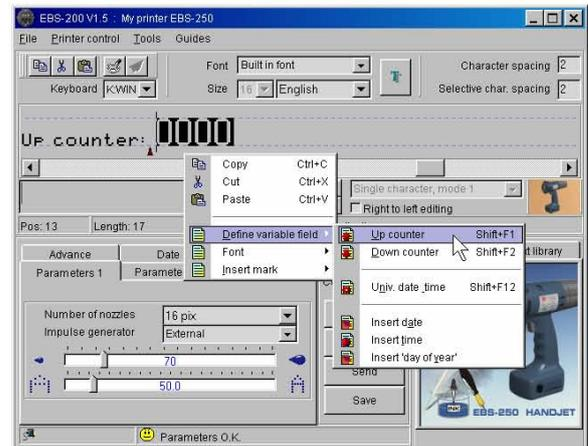 EBS-200 V1.5 : My printer EBS-250
File Printer control Tools Guides
Font Built in font Character spacing 2
Keyboard KWIN Size 16 English Selective char. spacing 2
Up counter:
Copy Ctrl+C
Cut Ctrl+X
Paste Ctrl+V
Single character, mode 1
Right to left editing
Pos: 13 Length: 17
Define variable field
Font
Insert mark
Up counter Shift+F1
Down counter Shift+F2
Univ. date time Shift+F12
Insert date
Insert time
Insert 'day of year'
library
Advance Date
Parameters 1
Number of nozzles 16 pix
Impulse generator External
70
50.0
Send
Save
INK EBS-250 HANDJET
Parameters O.K.